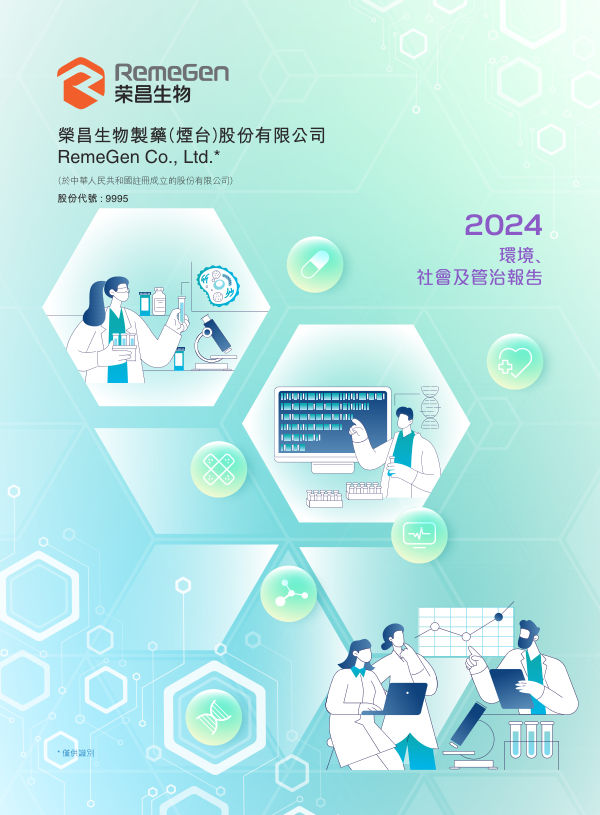 RemeGen
荣昌生物
榮昌生物製藥(煙台)股份有限公司
RemeGen Co., Ltd.*
(於中華人民共和國註冊成立的股份有限公司)
股份代號 : 9995
2024
環境、
社會及管治報告
* 僅供識別